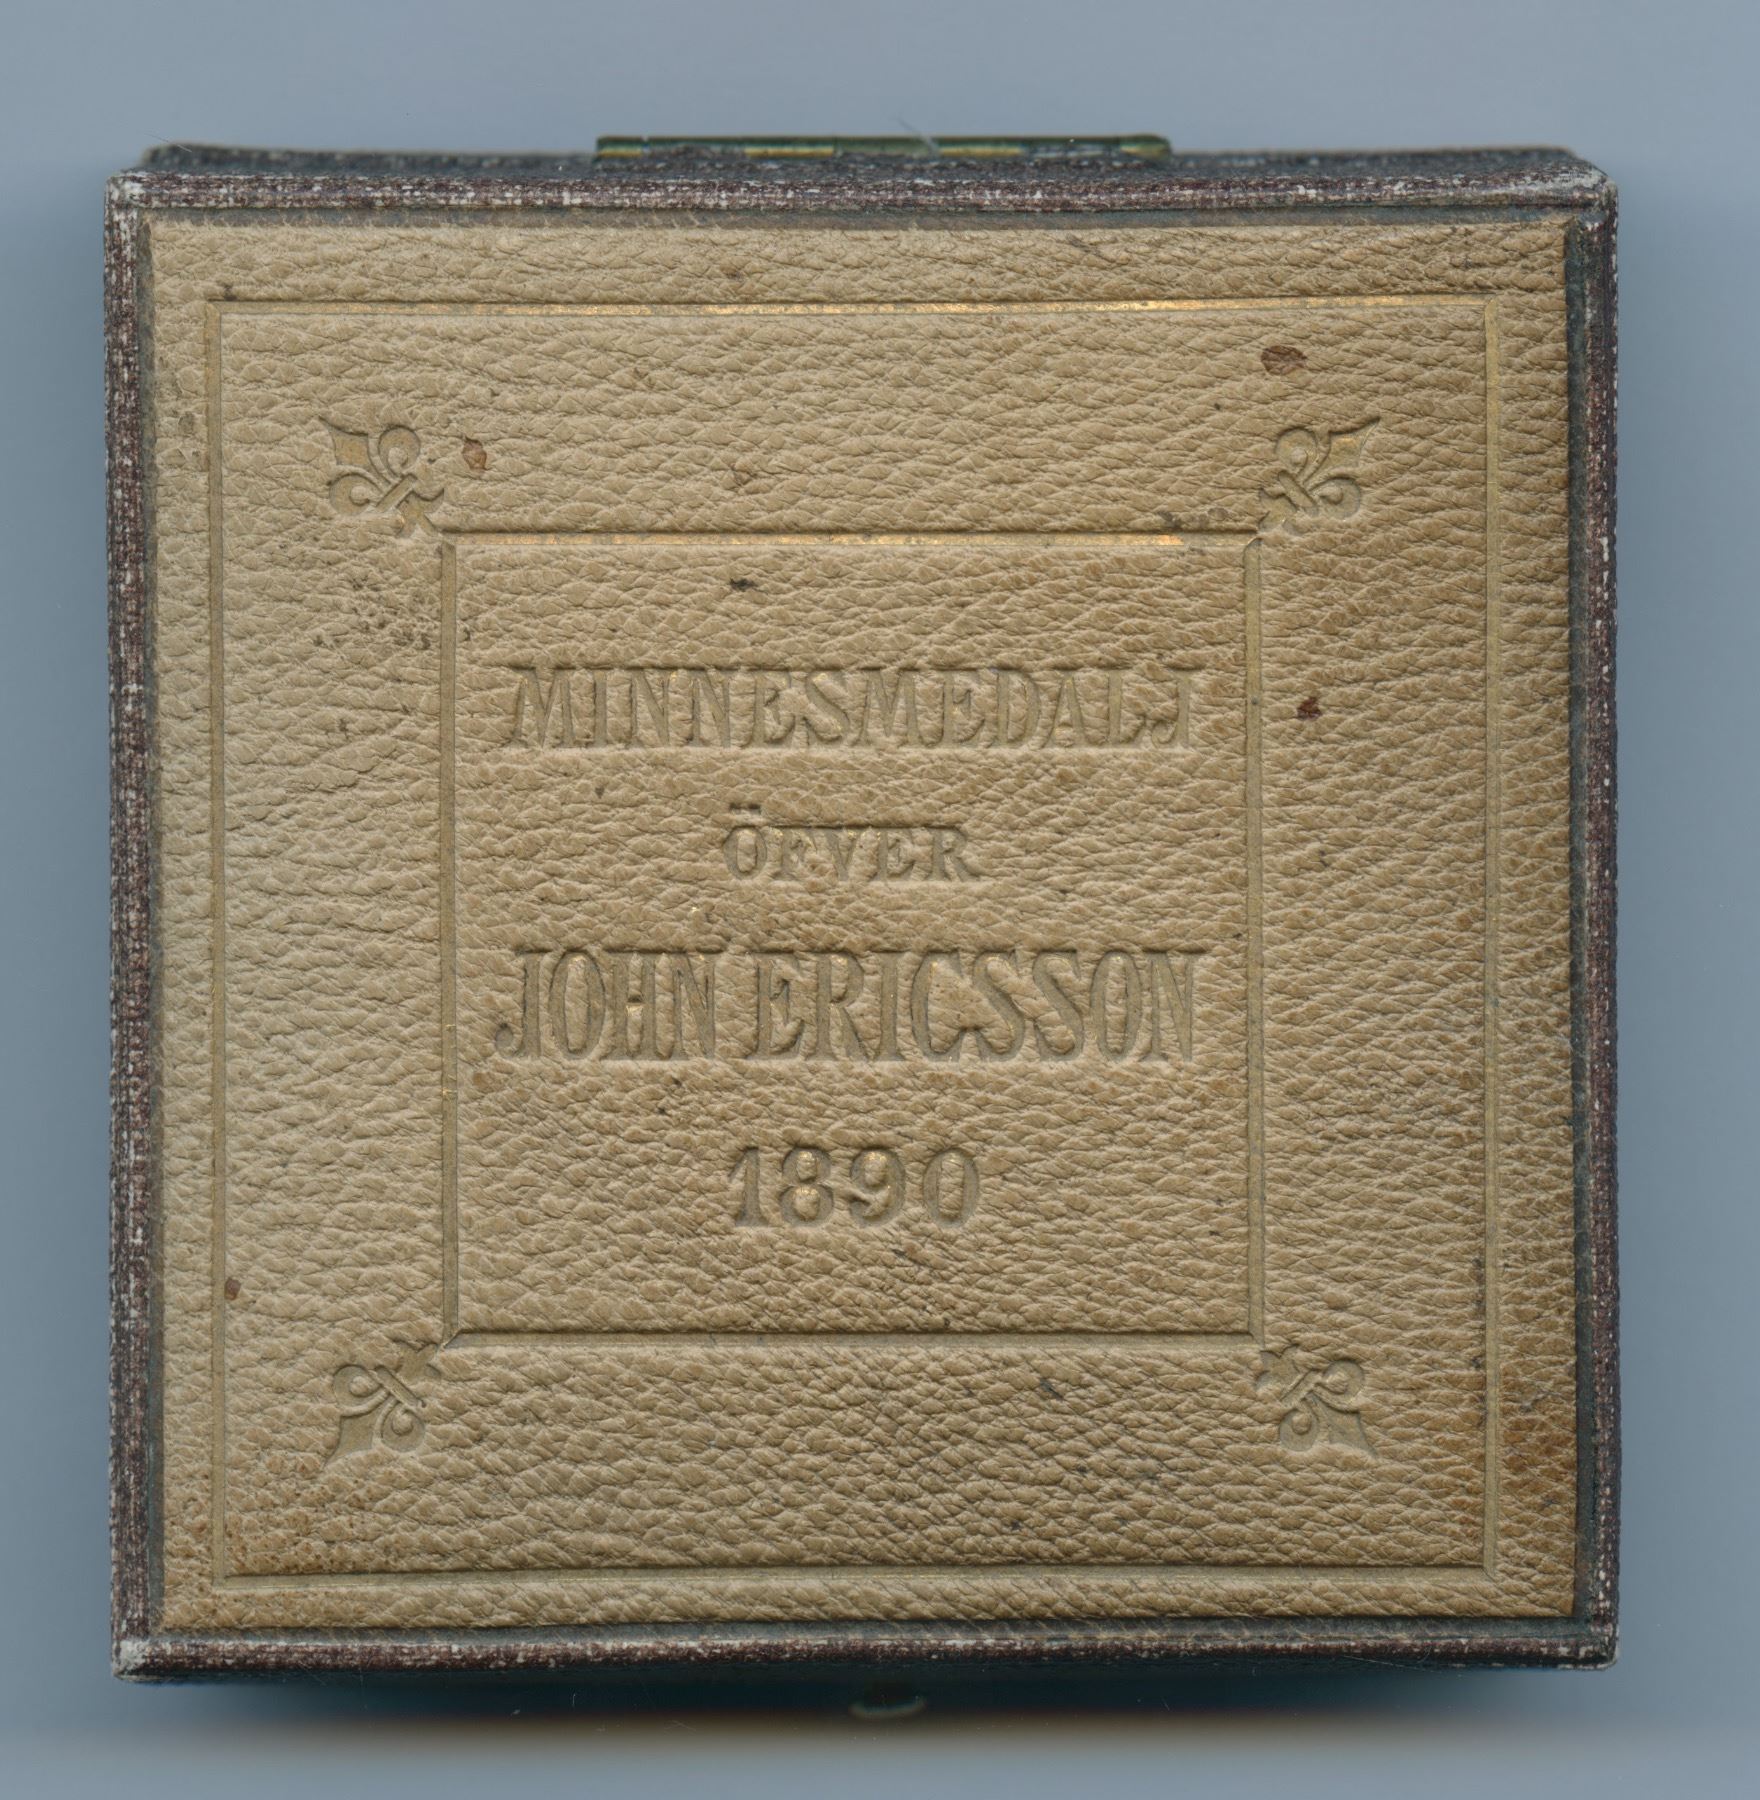 MINNESMEDALJ
ÖFVER
JOHN ERICSSON
1890